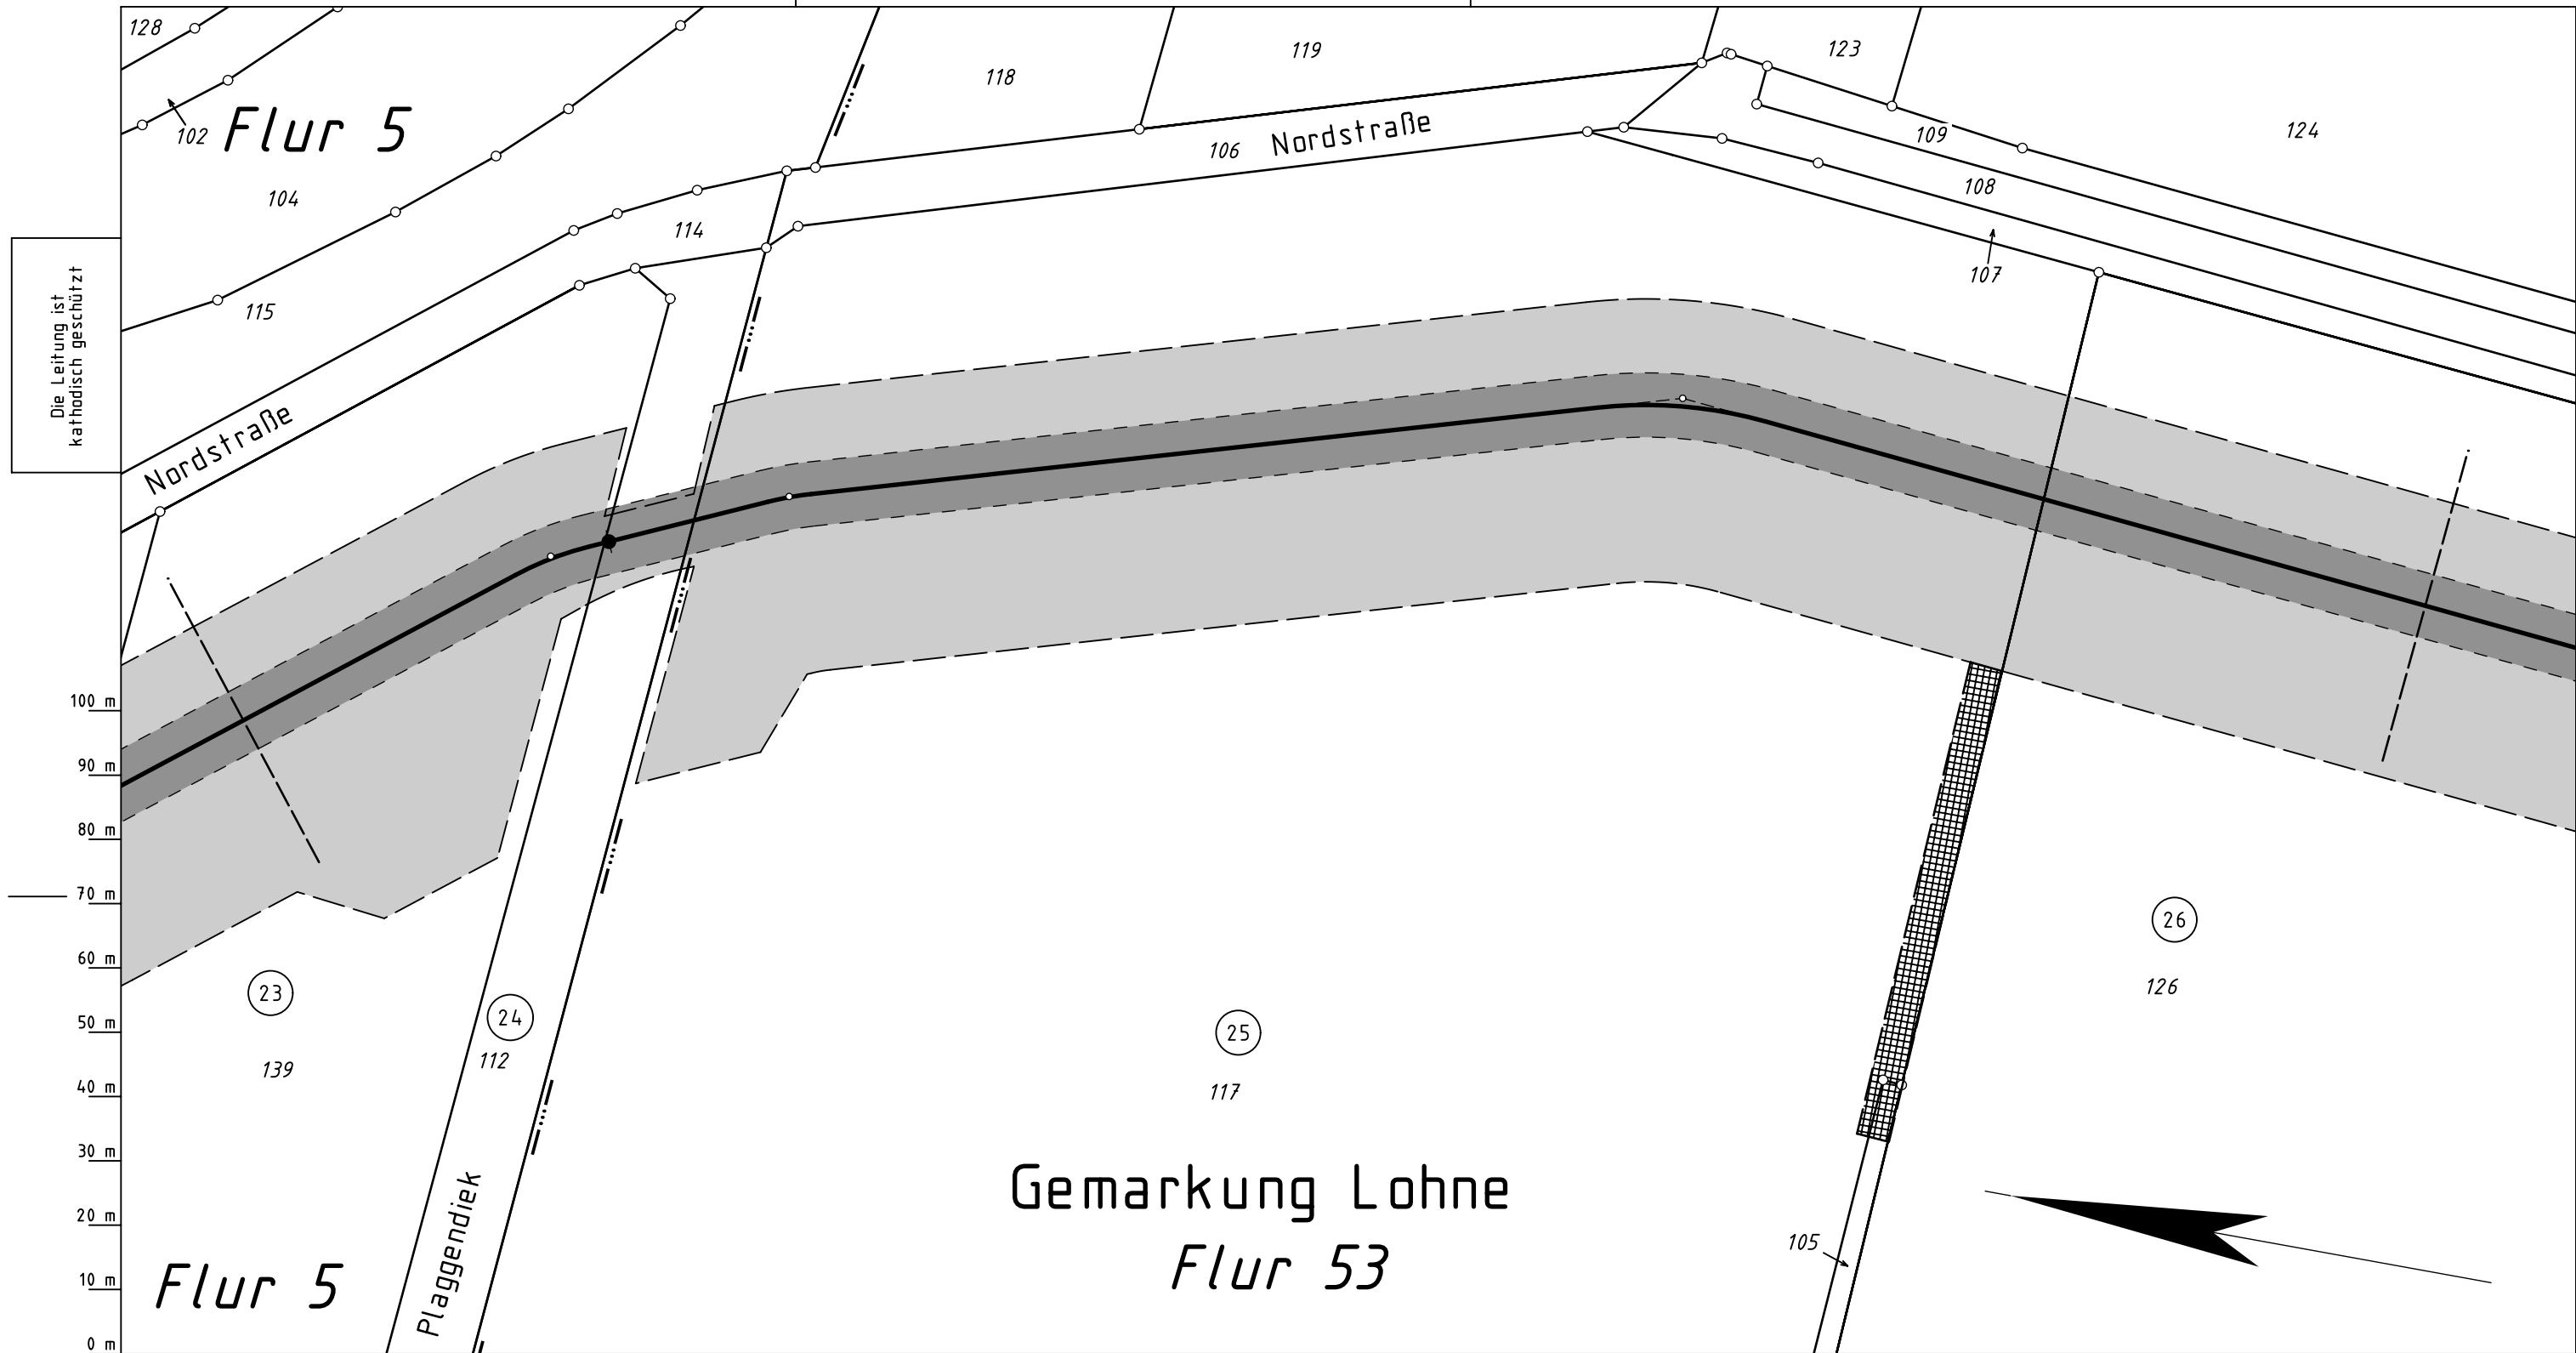 128
119
123
118
102
Flur 5
124
109
Nordstraße
106
108
104
114
107
115
Die Leitung ist
kathodisch geschützt
Nordstraße
100 m
90 m
80 m
70 m
60 m
50 m
40 m
30 m
20 m
10 m
0 m
26
126
23
24
25
139
112
117
Plaggendiek
Gemarkung Lohne
Flur 53
105
Flur 5